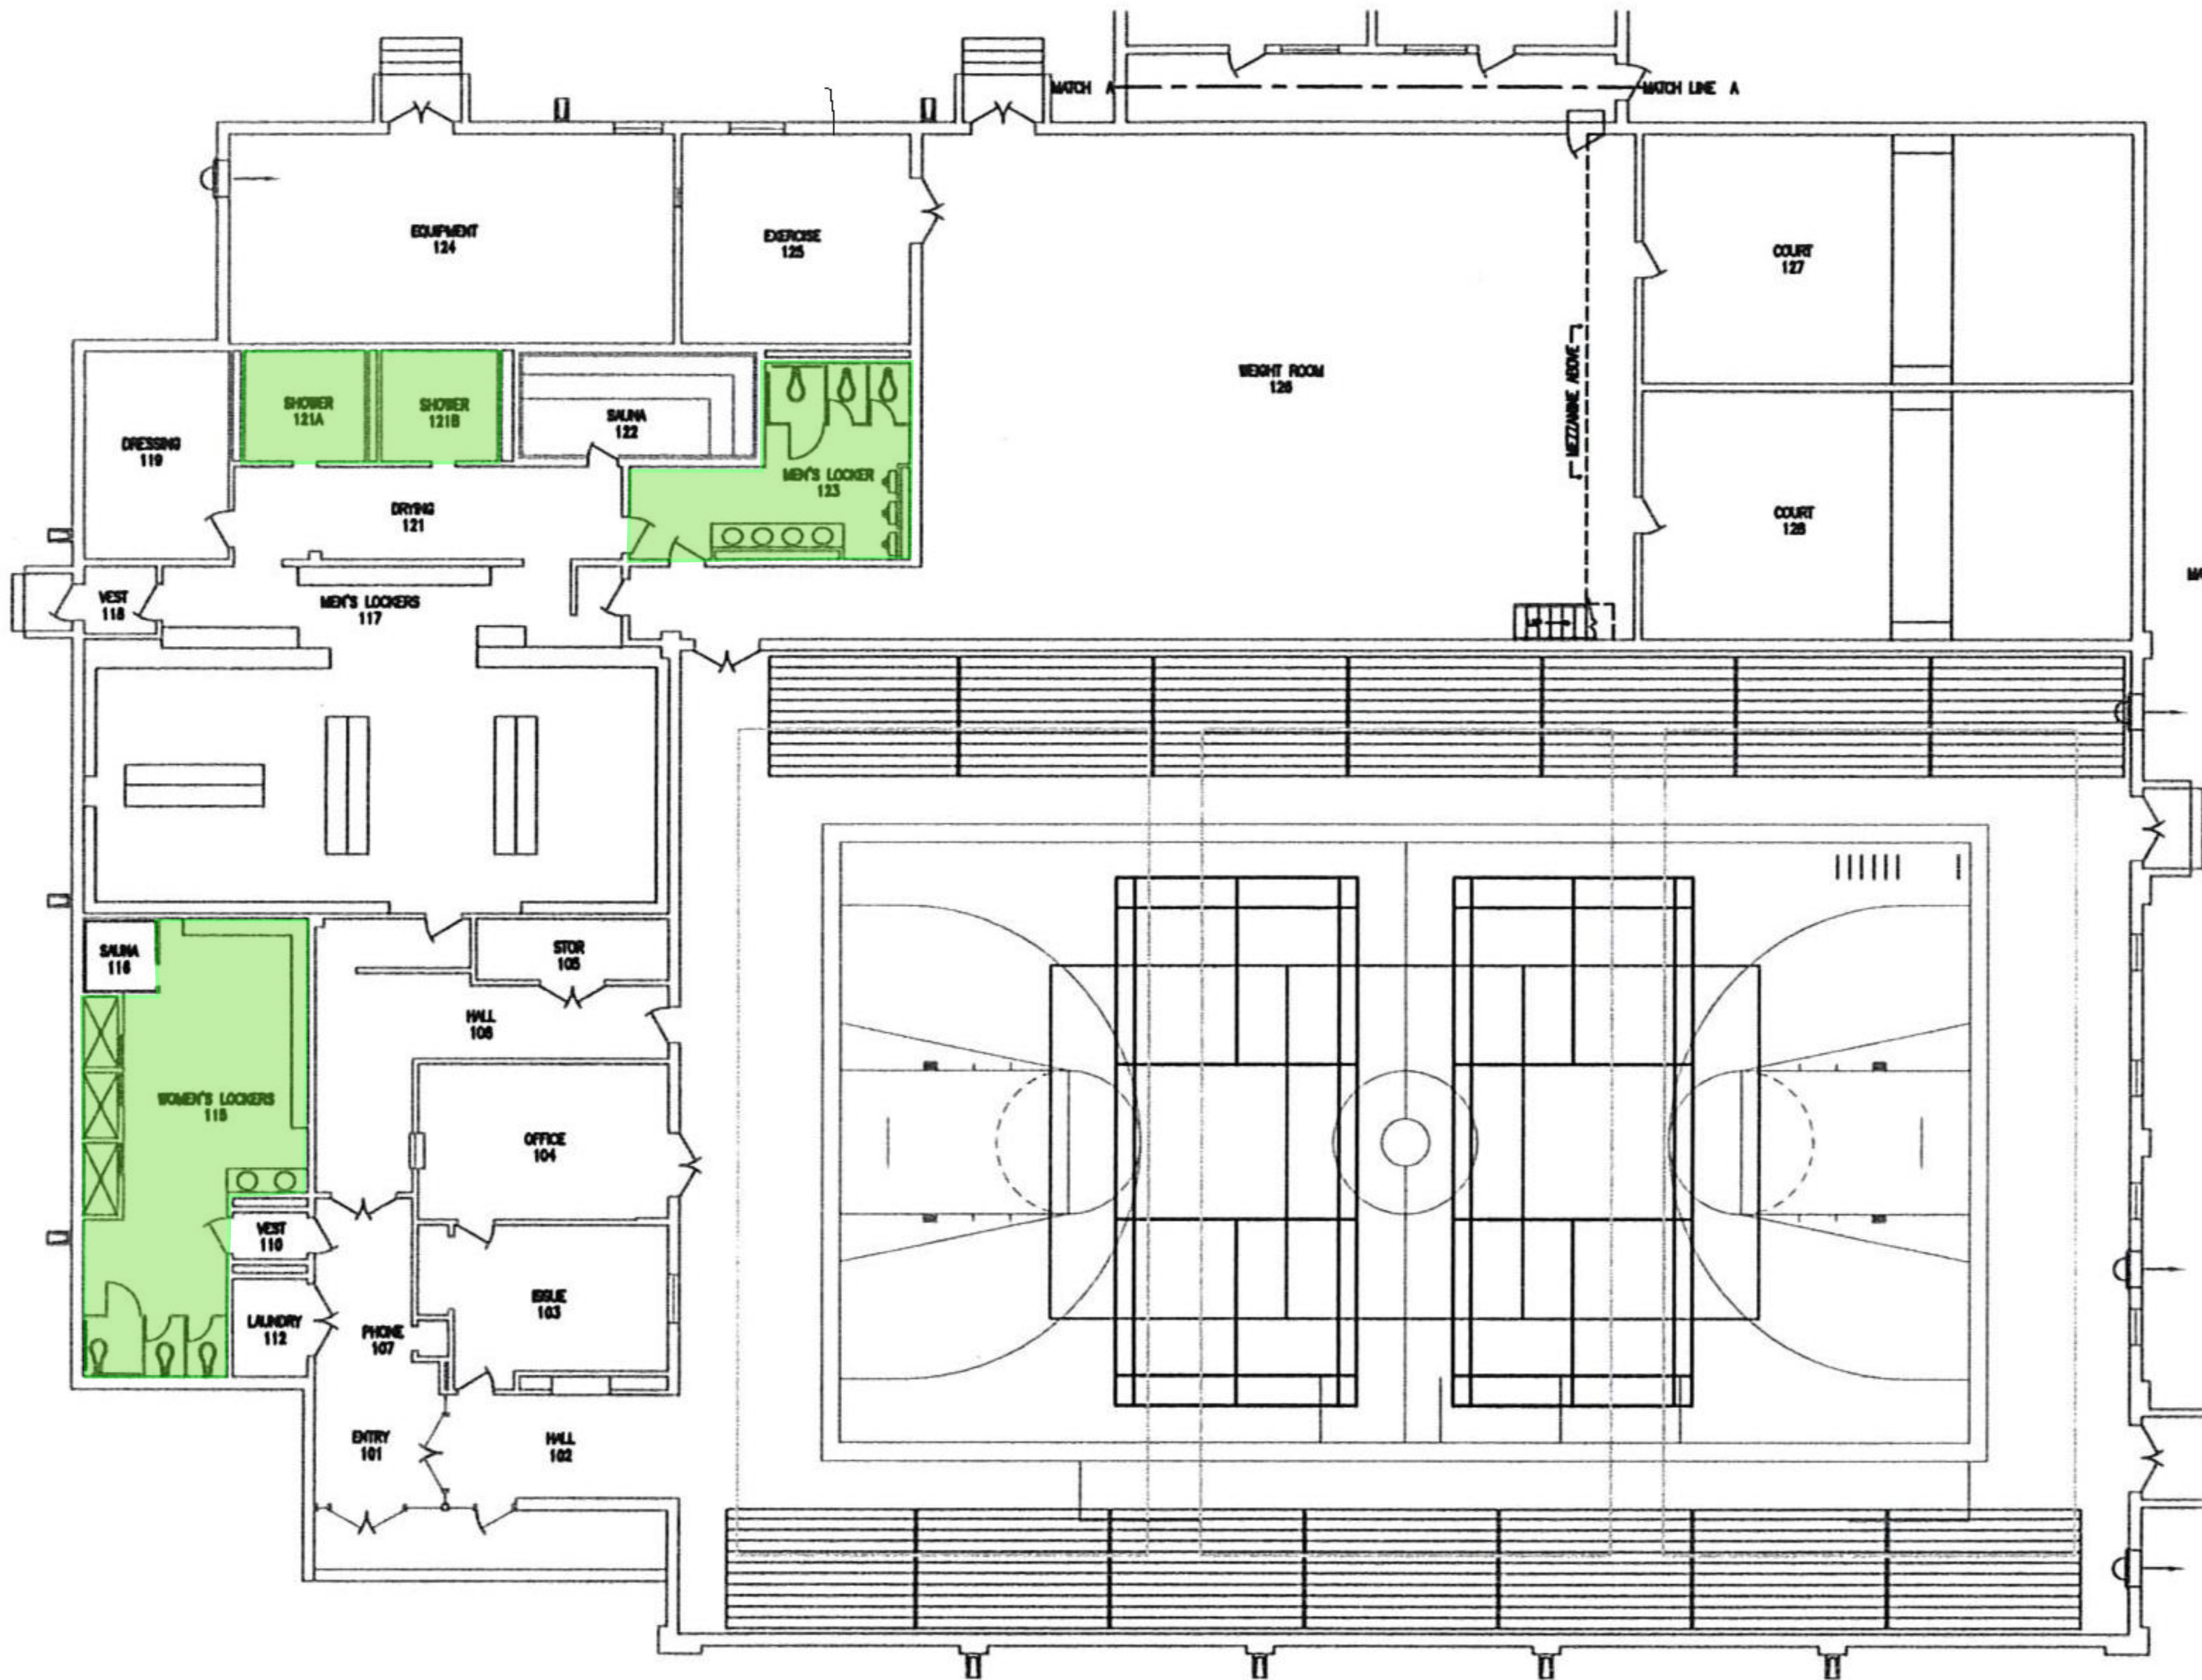 MATCH A
MATCH LINE A
EQUIPMENT
124
EXERCISE
125
COURT
127
WEIGHT ROOM
126
MEZZANINE ABOVE
SHOWER
121A
SHOWER
121B
SAUNA
122
DRESSING
119
MEN'S LOCKER
123
DRYING
121
COURT
128
VEST
118
MEN'S LOCKERS
117
UP
SAUNA
116
STOR
105
HALL
106
WOMEN'S LOCKERS
115
OFFICE
104
VEST
110
ISSUE
103
LAUNDRY
112
PHONE
107
ENTRY
101
HALL
102